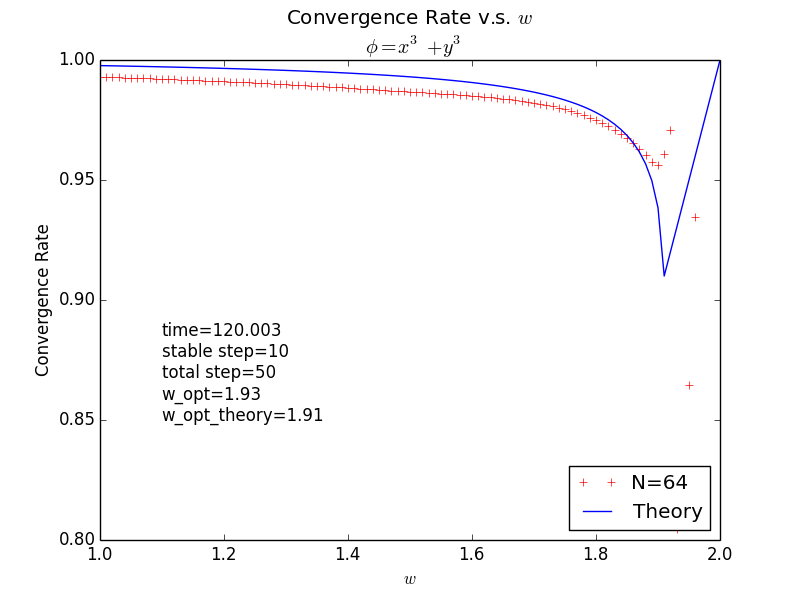 Convergence Rate v.s. w
ϕ=x³ +y³
1.00
0.95
0.90
0.85
0.80
Convergence Rate
time=120.003
stable step=10
total step=50
w_opt=1.93
w_opt_theory=1.91
N=64
Theory
1.0 1.2 1.4 1.6 1.8 2.0
w